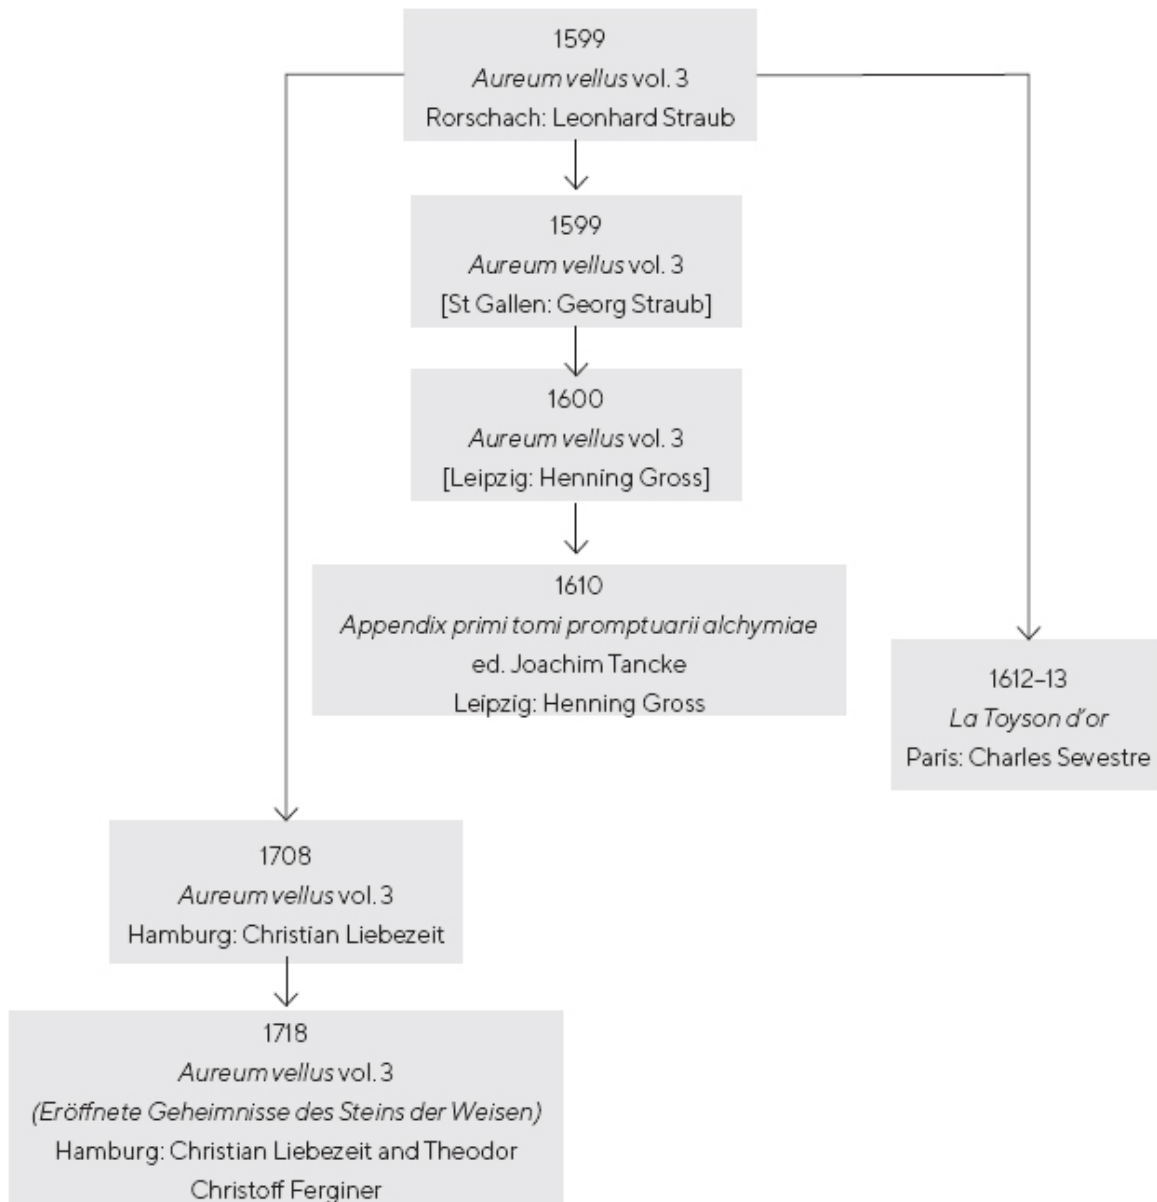 1599
Aureum vellus vol. 3
Rorschach: Leonhard Straub
1599
Aureum vellus vol. 3
[St Gallen: Georg Straub]
1600
Aureum vellus vol. 3
[Leipzig: Henning Gross]
1610
Appendix primi tomi promptuarii alchymiae
ed. Joachim Tancke
Leipzig: Henning Gross
1612–13
La Toyson d'or
Paris: Charles Sevestre
1708
Aureum vellus vol. 3
Hamburg: Christian Liebezeit
1718
Aureum vellus vol. 3
(Eröffnete Geheimnisse des Steins der Weisen)
Hamburg: Christian Liebezeit and Theodor
Christoff Ferginer